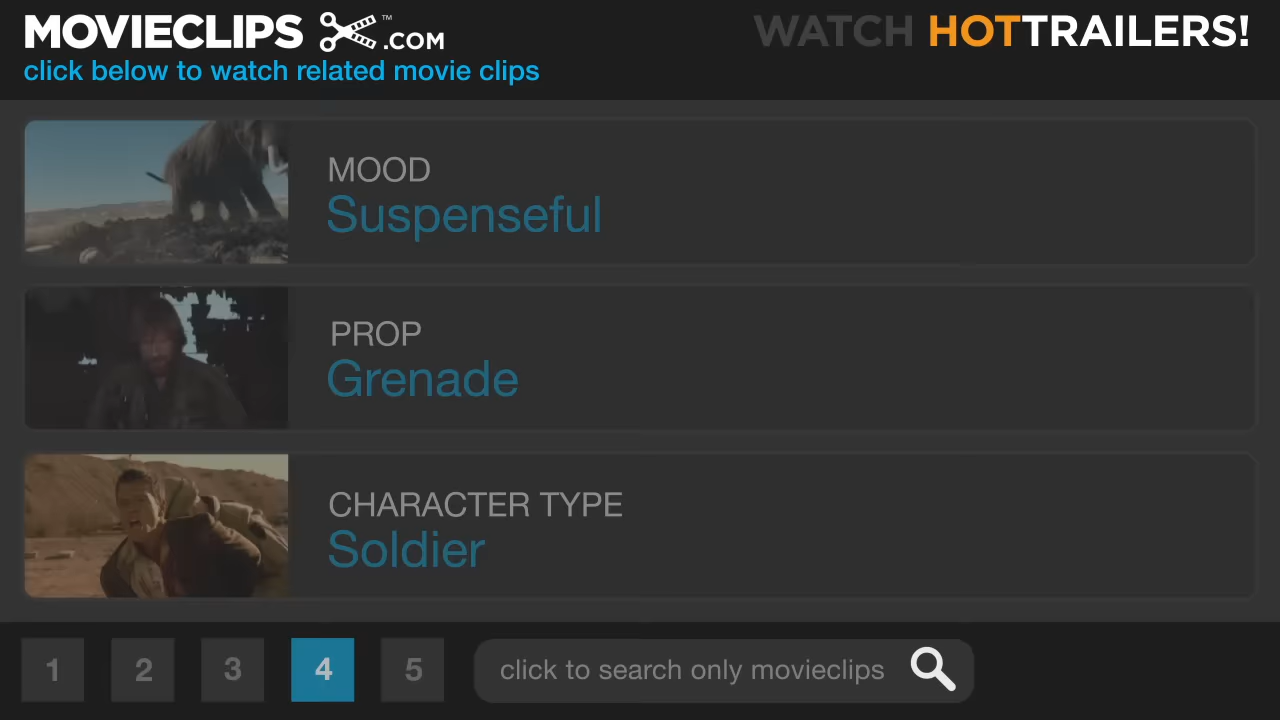 MOVIECLIPS ™ .COM
WATCH HOTTRAILERS!
click below to watch related movie clips
MOOD
Suspenseful
PROP
Grenade
CHARACTER TYPE
Soldier
1 2 3 4 5 click to search only movieclips